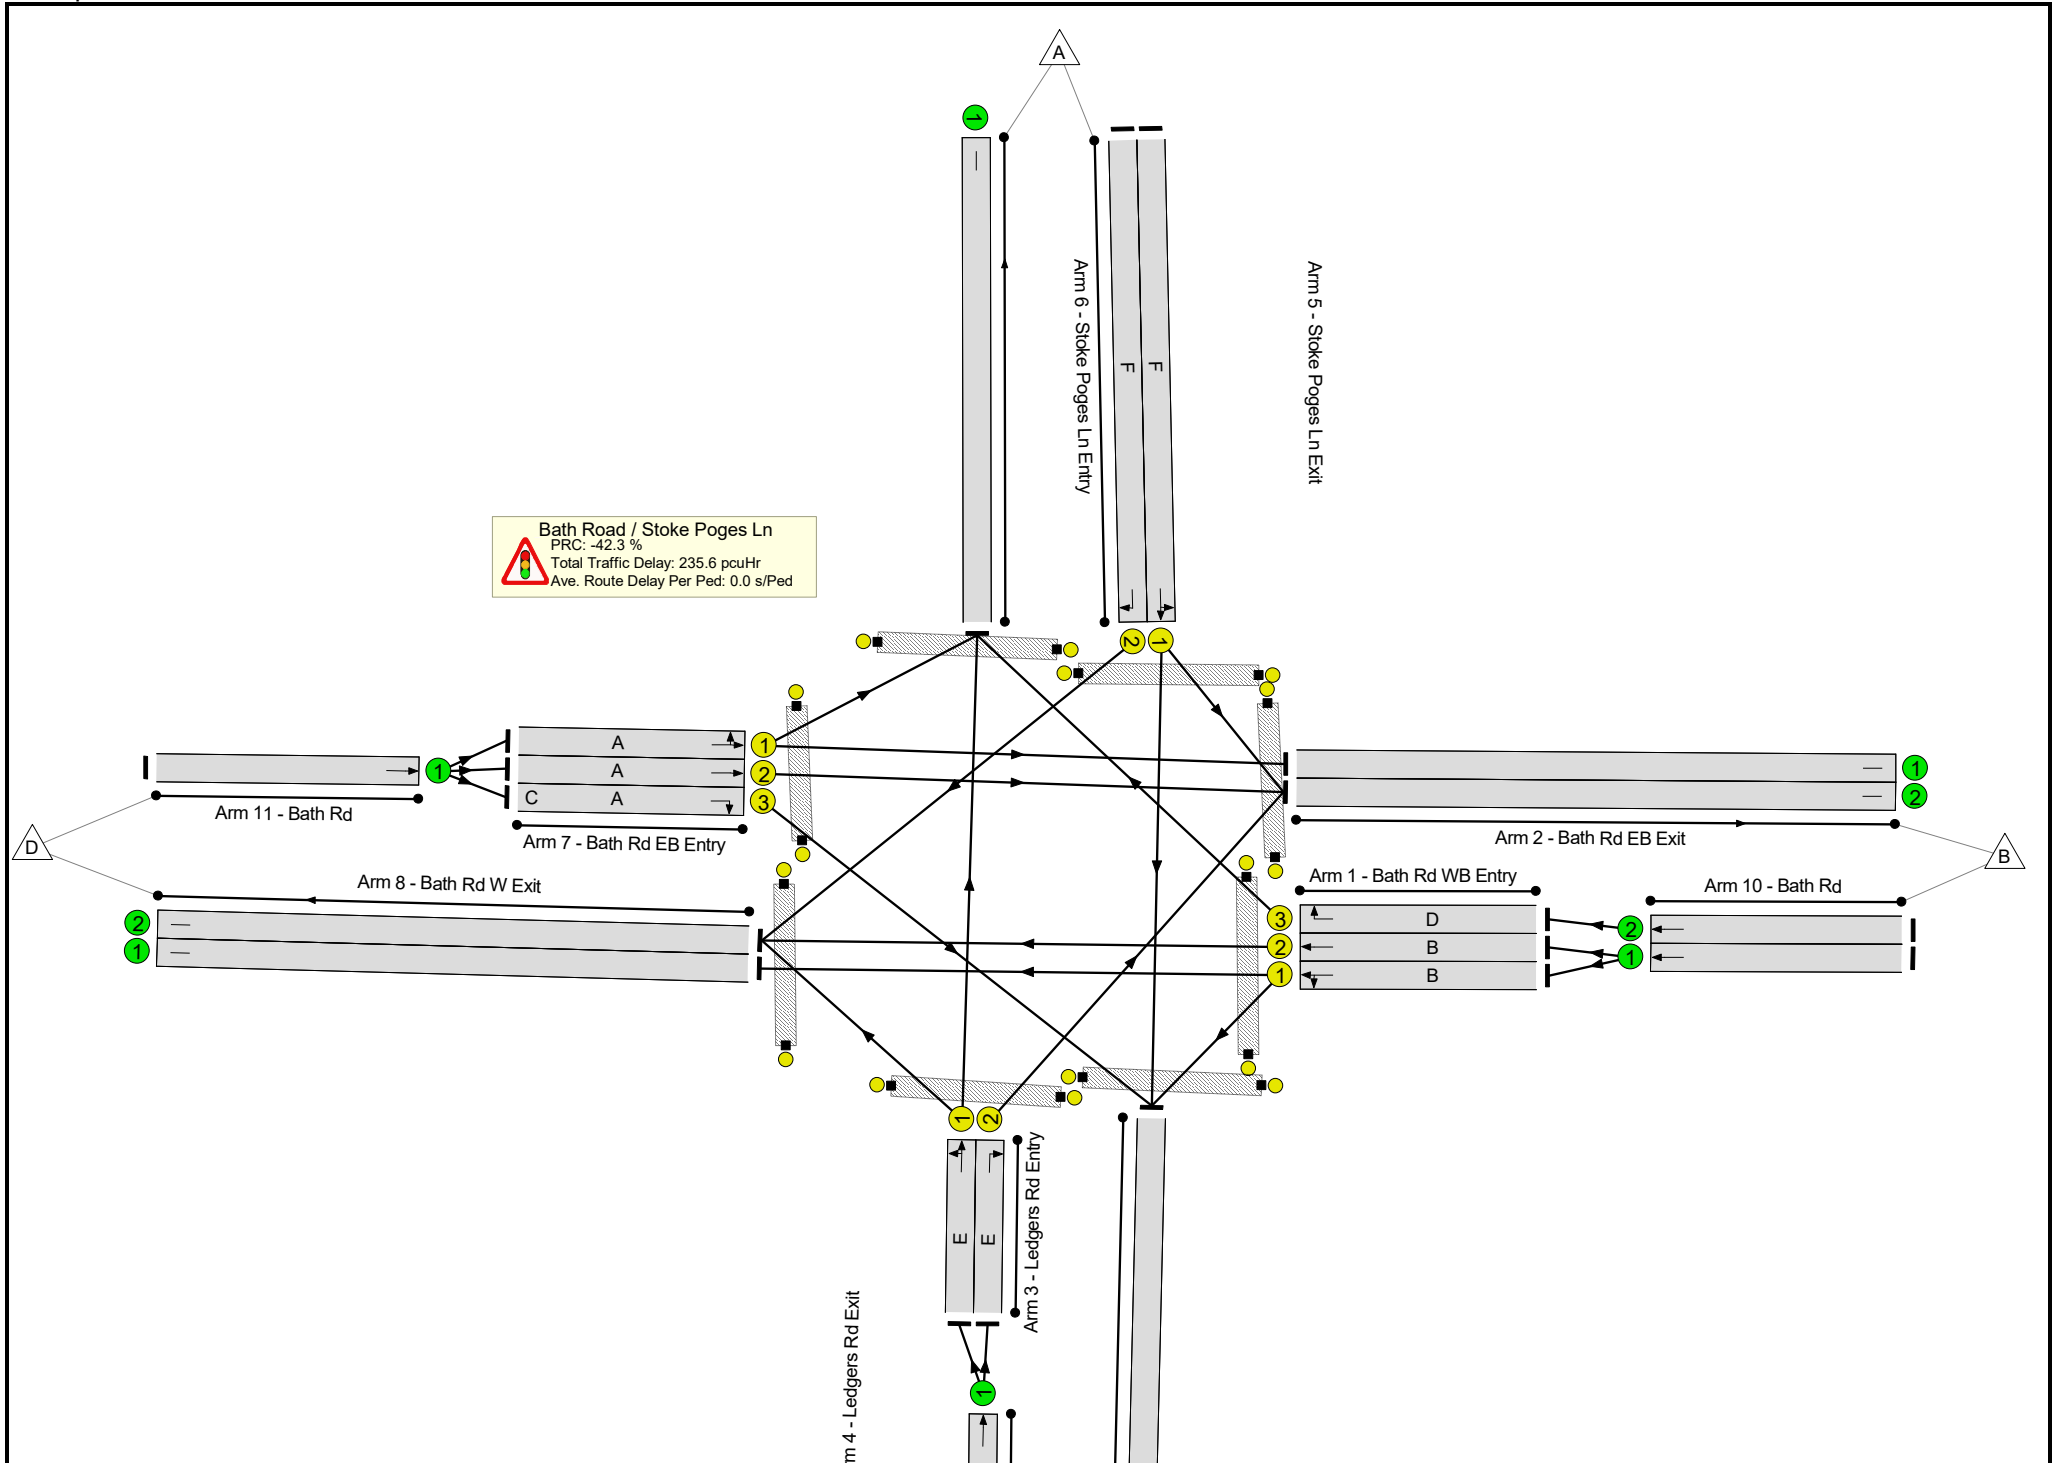 A
1
Arm 6 - Stoke Poges Ln Entry
Arm 5 - Stoke Poges Ln Exit
F
F
Bath Road / Stoke Poges Ln
PRC: -42.3 %
Total Traffic Delay: 235.6 pcuHr
Ave. Route Delay Per Ped: 0.0 s/Ped
2
1
A
1
A
2
C
A
3
1
Arm 11 - Bath Rd
Arm 7 - Bath Rd EB Entry
D
Arm 8 - Bath Rd W Exit
2
1
1
2
Arm 2 - Bath Rd EB Exit
B
Arm 1 - Bath Rd WB Entry
Arm 10 - Bath Rd
3
D
2
2
B
1
1
B
1
2
E
E
Arm 3 - Ledgers Rd Entry
1
m 4 - Ledgers Rd Exit